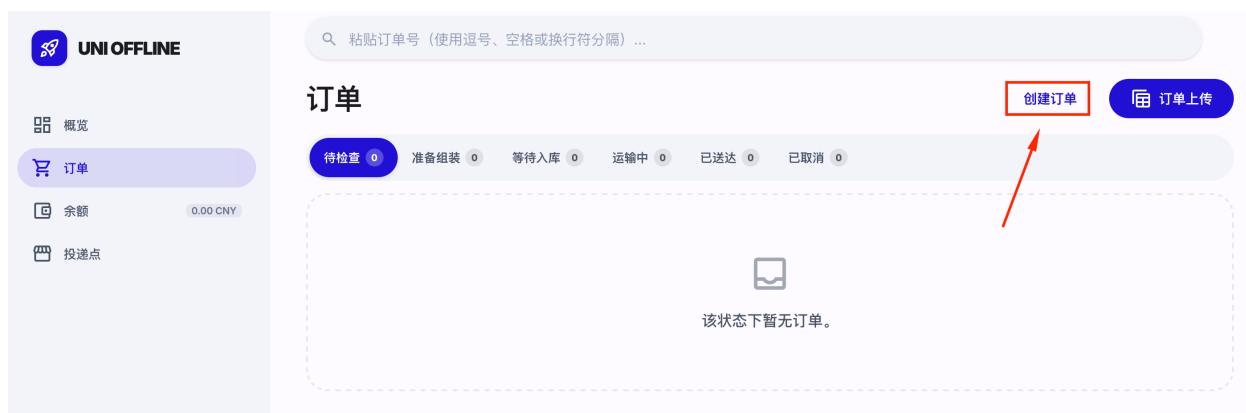 UNI OFFLINE
粘贴订单号（使用逗号、空格或换行符分隔）...
订单
创建订单
订单上传
概览
订单
余额 0.00 CNY
投递点
待检查 0 准备组装 0 等待入库 0 运输中 0 已送达 0 已取消 0
该状态下暂无订单。